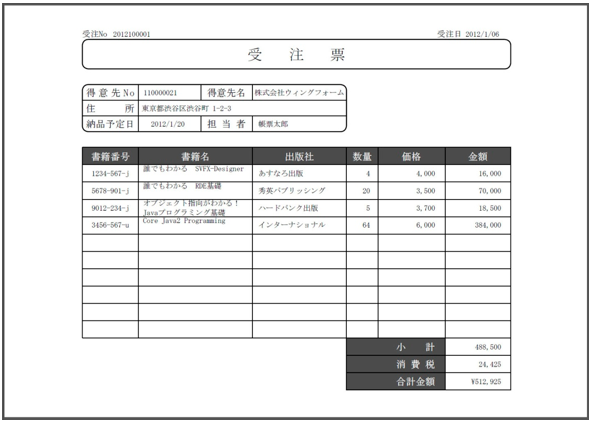 受注No 2012100001 受注日 2012/1/06
受 注 票
得意先No 110000021 得意先名 株式会社ウィングフォーム
住 所 東京都渋谷区渋谷町 1-2-3
納品予定日 2012/1/20 担当者 帳票太郎
書籍番号 書籍名 出版社 数量 価格 金額
1234-567-j 誰でもわかる SVFX-Designer あすなろ出版 4 4,000 16,000
5678-901-j 誰でもわかる RDE基礎 秀英パブリッシング 20 3,500 70,000
9012-234-j オブジェクト指向がわかる! Javaプログラミング基礎 ハードバンク出版 5 3,700 18,500
3456-567-u Core Java2 Programming インターナショナル 64 6,000 384,000
小 計 488,500
消費税 24,425
合計金額 ¥512,925